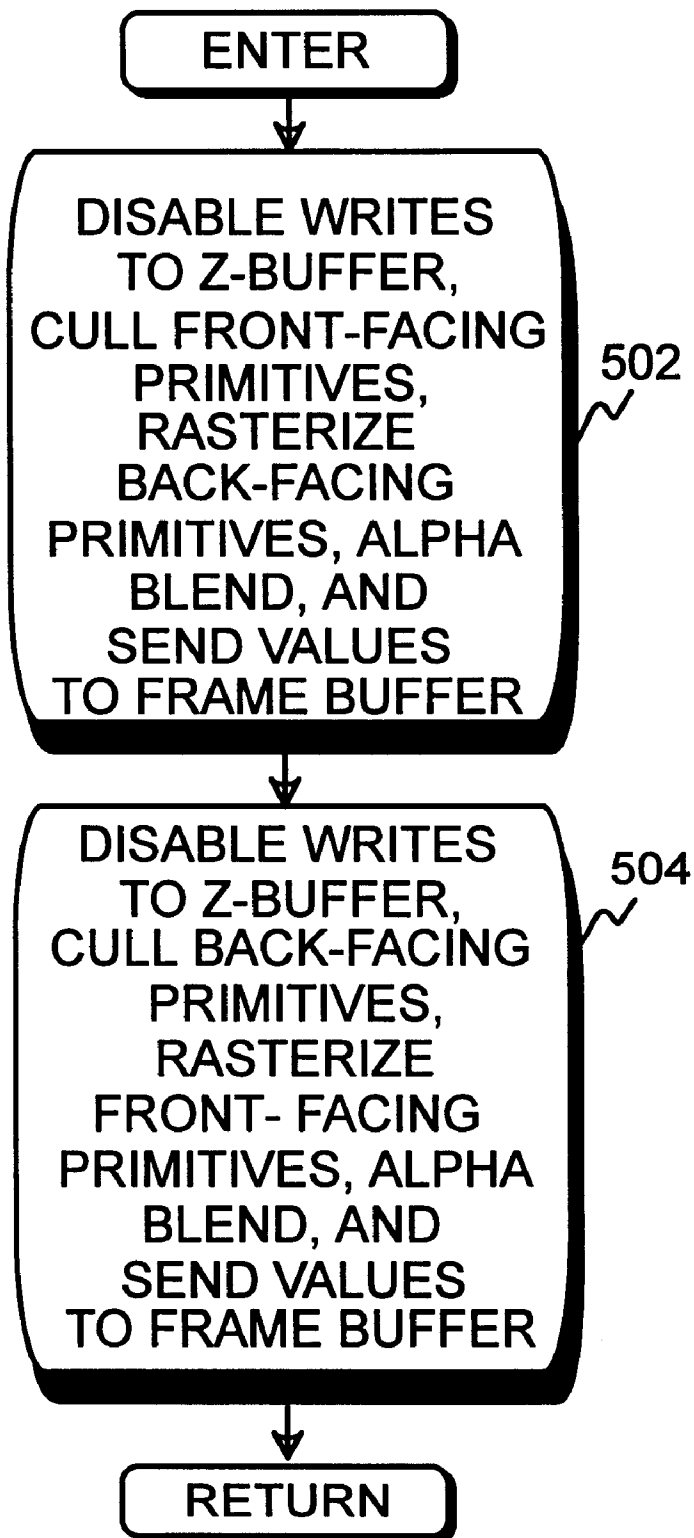 ENTER
DISABLE WRITES
TO Z-BUFFER,
CULL FRONT-FACING
PRIMITIVES,
RASTERIZE
BACK-FACING
PRIMITIVES, ALPHA
BLEND, AND
SEND VALUES
TO FRAME BUFFER
502
DISABLE WRITES
TO Z-BUFFER,
CULL BACK-FACING
PRIMITIVES,
RASTERIZE
FRONT- FACING
PRIMITIVES, ALPHA
BLEND, AND
SEND VALUES
TO FRAME BUFFER
504
RETURN